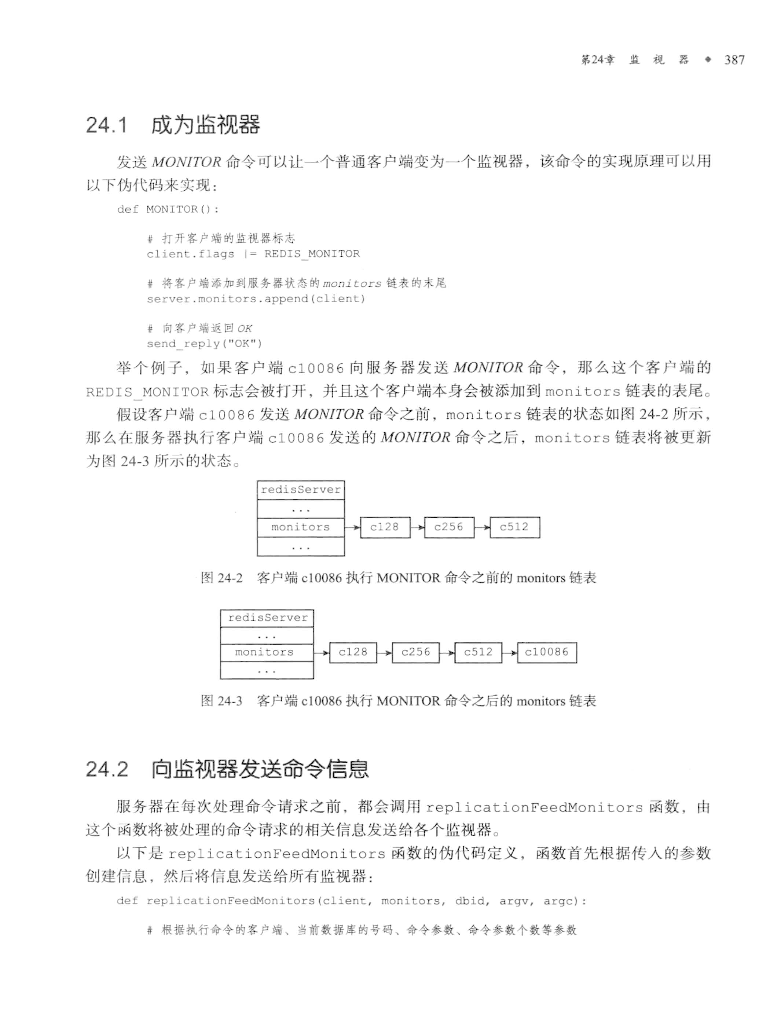 第24章 监 视 器 ◆ 387
24.1 成为监视器
发送 MONITOR 命令可以让一个普通客户端变为一个监视器，该命令的实现原理可以用
以下伪代码来实现：
def MONITOR():
# 打开客户端的监视器标志
client.flags |= REDIS_MONITOR
# 将客户端添加到服务器状态的monitors 链表的末尾
server.monitors.append(client)
# 向客户端返回OK
send_reply("OK")
举个例子，如果客户端 c10086 向服务器发送 MONITOR 命令，那么这个客户端的
REDIS_MONITOR 标志会被打开，并且这个客户端本身会被添加到 monitors 链表的表尾。
假设客户端 c10086 发送 MONITOR 命令之前，monitors 链表的状态如图 24-2 所示，
那么在服务器执行客户端 c10086 发送的 MONITOR 命令之后，monitors 链表将被更新
为图 24-3 所示的状态。
redisServer
...
monitors c128 c256 c512
...
图 24-2 客户端 c10086 执行 MONITOR 命令之前的 monitors 链表
redisServer
...
monitors c128 c256 c512 c10086
...
图 24-3 客户端 c10086 执行 MONITOR 命令之后的 monitors 链表
24.2 向监视器发送命令信息
服务器在每次处理命令请求之前，都会调用 replicationFeedMonitors 函数，由
这个函数将被处理的命令请求的相关信息发送给各个监视器。
以下是 replicationFeedMonitors 函数的伪代码定义，函数首先根据传入的参数
创建信息，然后将信息发送给所有监视器：
def replicationFeedMonitors(client, monitors, dbid, argv, argc):
# 根据执行命令的客户端、当前数据库的号码、命令参数、命令参数个数等参数